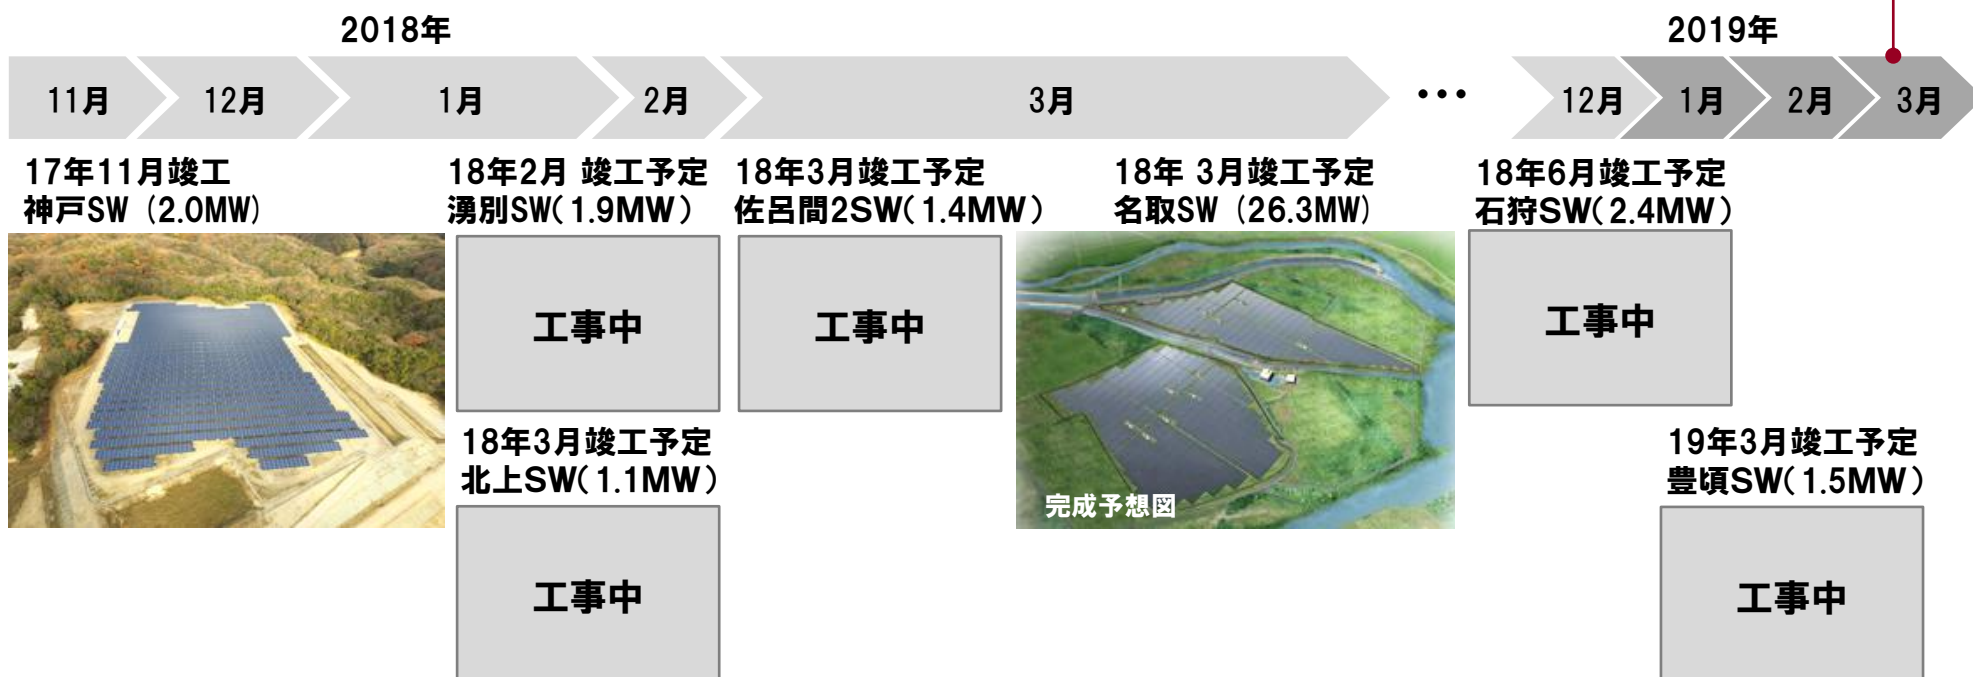 2018年
2019年
11月
12月
1月
2月
3月
•••
12月
1月
2月
3月
17年11月竣工
神戸SW (2.0MW)
18年2月 竣工予定
湧別SW(1.9MW)
工事中
18年3月竣工予定
北上SW(1.1MW)
工事中
18年3月竣工予定
佐呂間2SW(1.4MW)
工事中
18年 3月竣工予定
名取SW (26.3MW)
完成予想図
18年6月竣工予定
石狩SW(2.4MW)
工事中
19年3月竣工予定
豊頃SW(1.5MW)
工事中